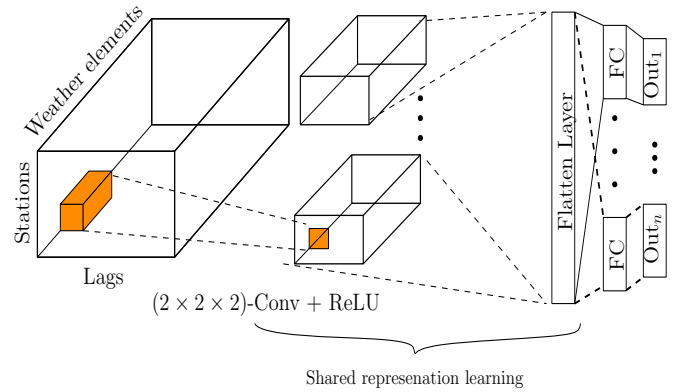 Weather elements
Stations
Lags
(2 × 2 × 2)-Conv + ReLU
Flatten Layer
FC
Out₁
FC
Outₙ
Shared represenation learning